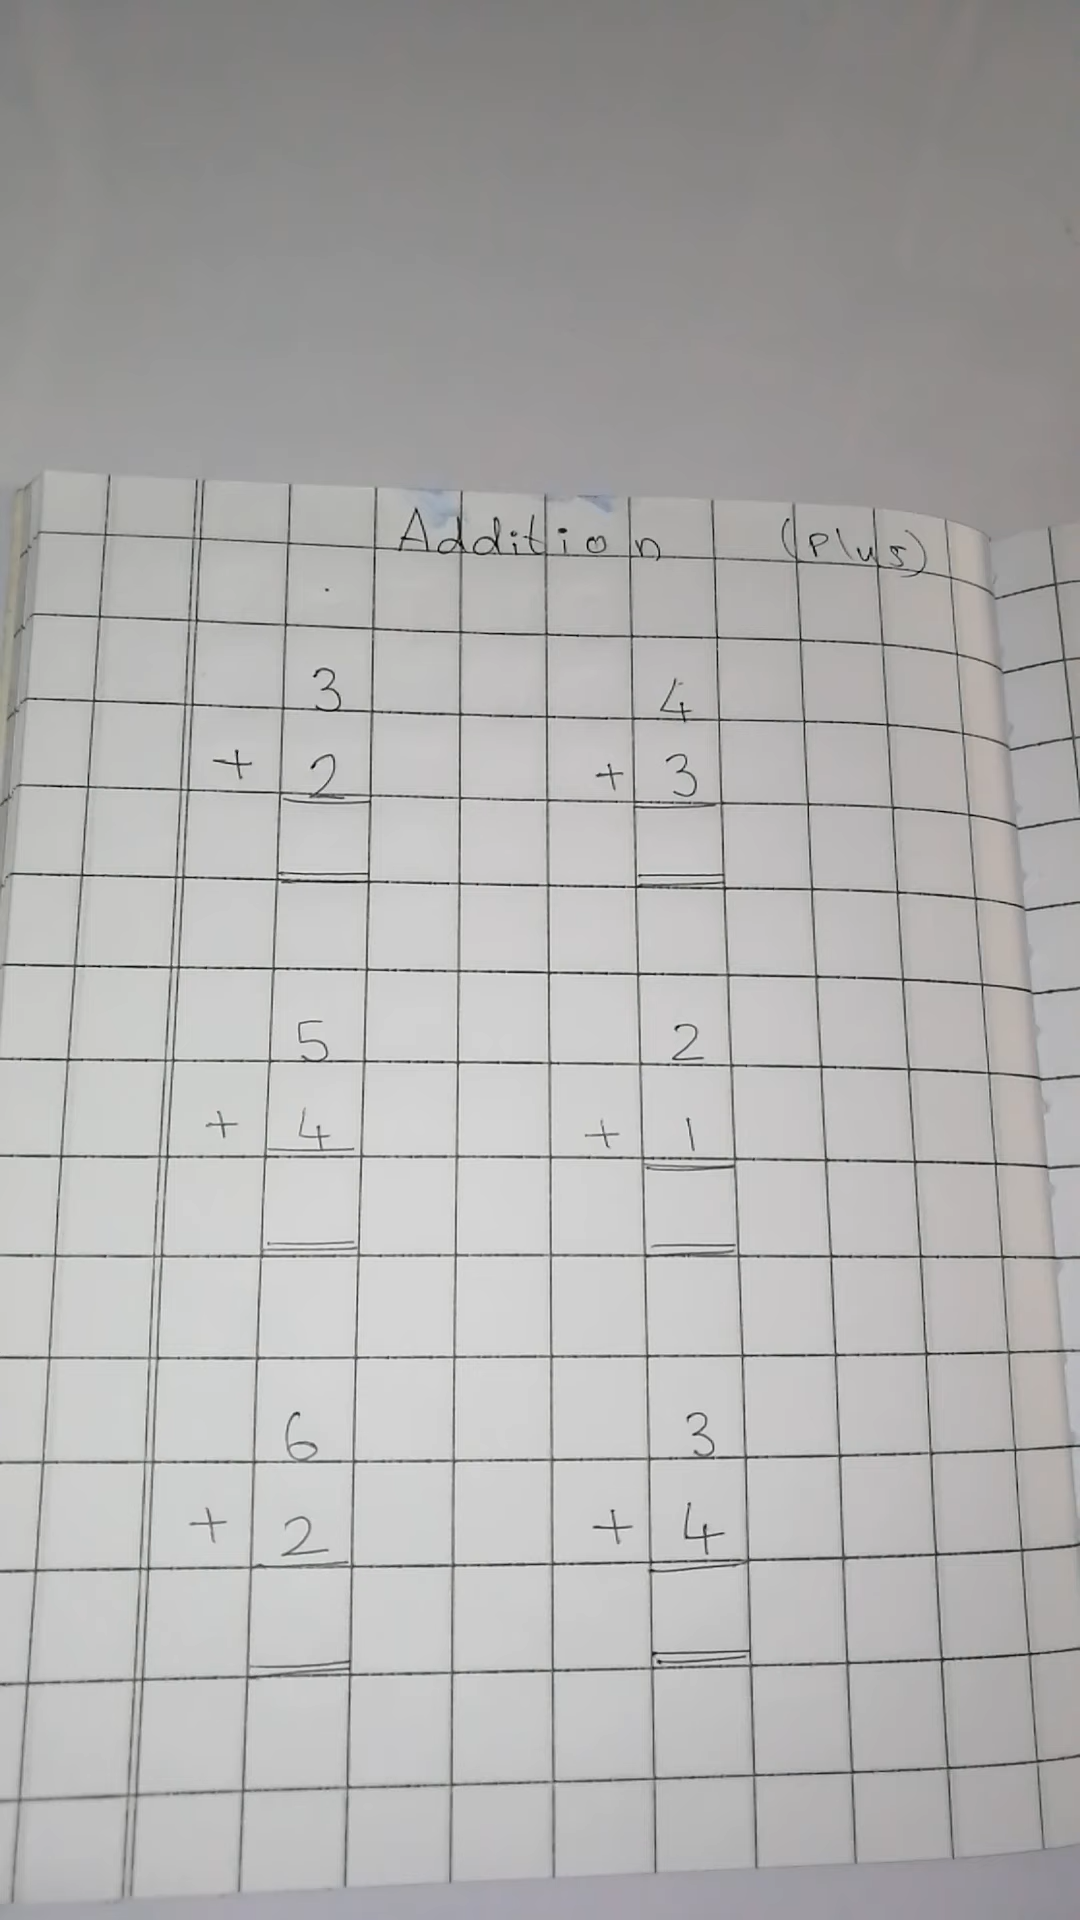 Addition (Plus)
3 4
+ 2 + 3
5 2
+ 4 + 1
6 3
+ 2 + 4